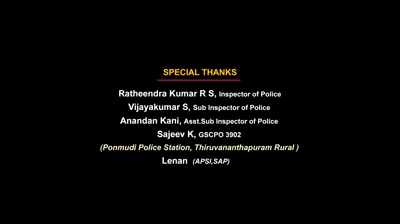 SPECIAL THANKS
Ratheendra Kumar R S, Inspector of Police
Vijayakumar S, Sub Inspector of Police
Anandan Kani, Asst.Sub Inspector of Police
Sajeev K, GSCPO 3902
(Ponmudi Police Station, Thiruvananthapuram Rural )
Lenan (APSI,SAP)